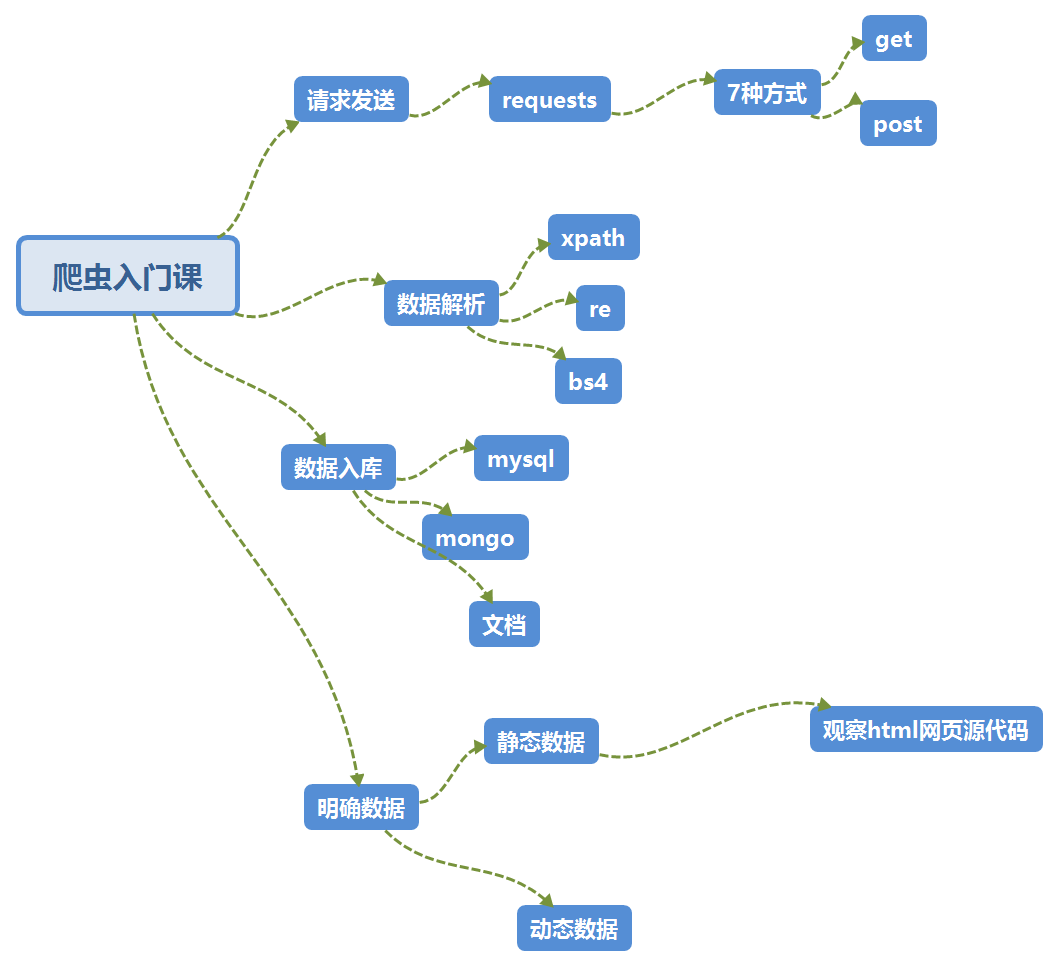 爬虫入门课
请求发送
requests
7种方式
get
post
数据解析
xpath
re
bs4
数据入库
mysql
mongo
文档
明确数据
静态数据
观察html网页源代码
动态数据